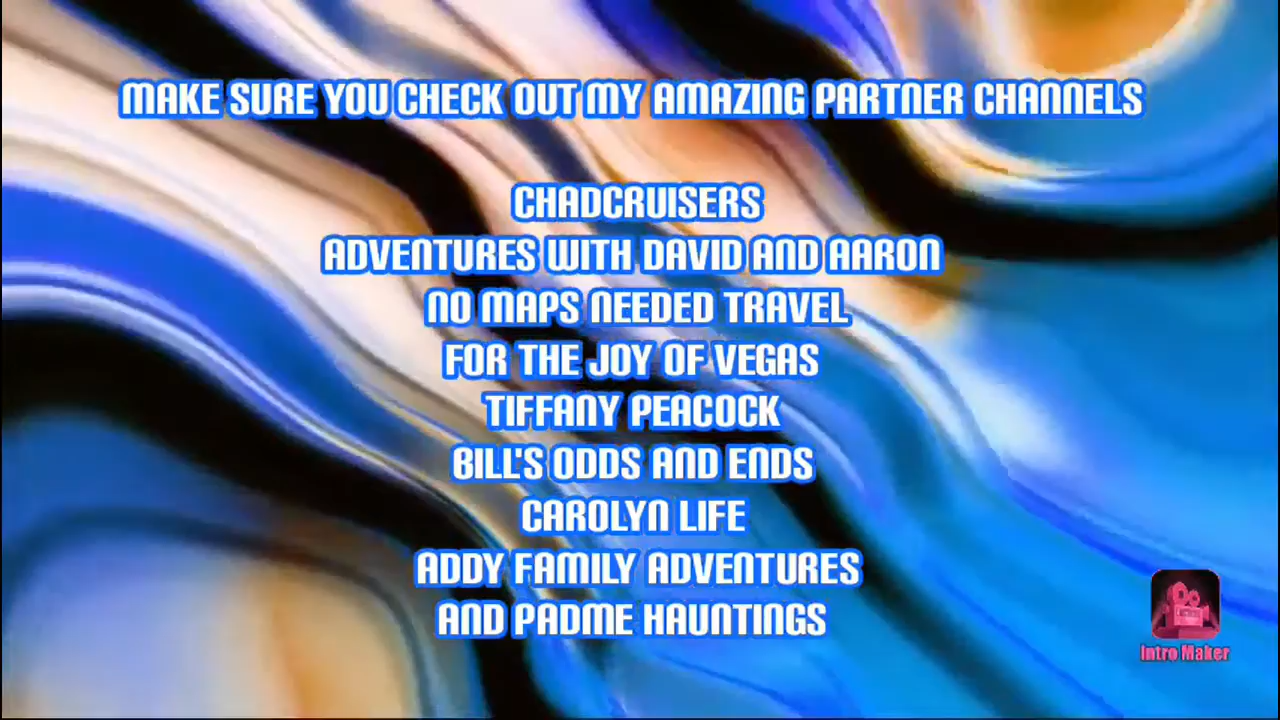 MAKE SURE YOU CHECK OUT MY AMAZING PARTNER CHANNELS
CHADCRUISERS
ADVENTURES WITH DAVID AND AARON
NO MAPS NEEDED TRAVEL
FOR THE JOY OF VEGAS
TIFFANY PEACOCK
BILL'S ODDS AND ENDS
CAROLYN LIFE
ADDY FAMILY ADVENTURES
AND PADME HAUNTINGS
Intro Maker